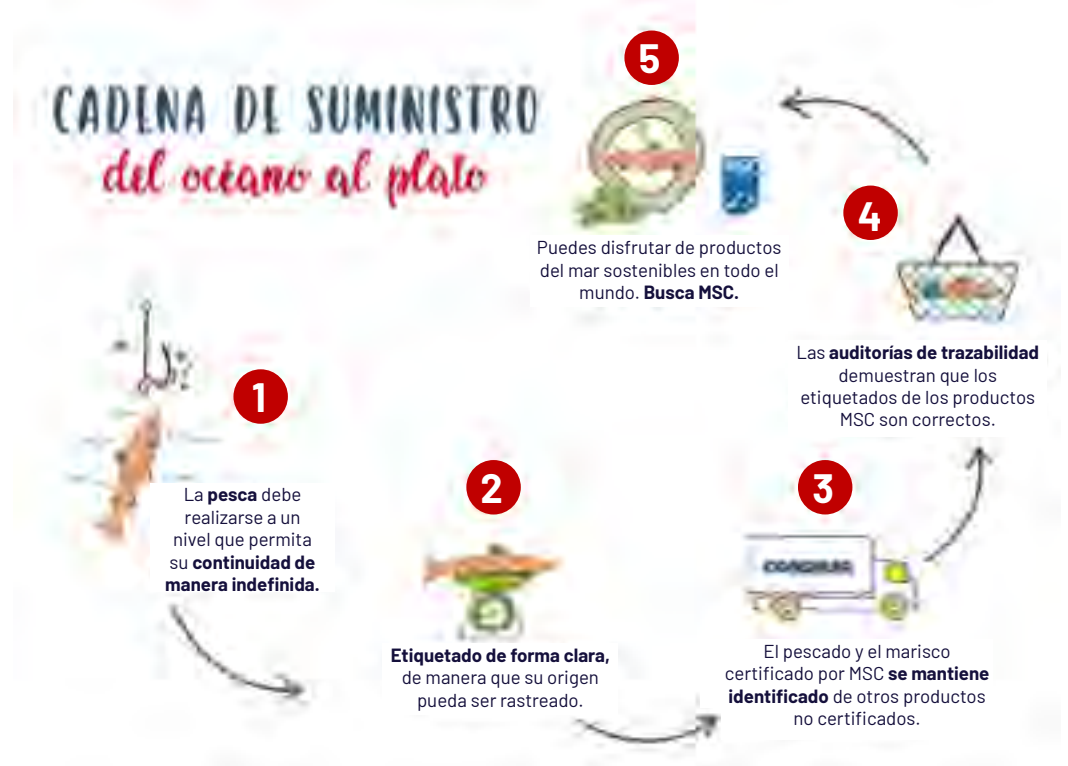 CADENA DE SUMINISTRO
del océano al plato
1
La pesca debe
realizarse a un
nivel que permita
su continuidad de
manera indefinida.
2
Etiquetado de forma clara,
de manera que su origen
pueda ser rastreado.
3
El pescado y el marisco
certificado por MSC se mantiene
identificado de otros productos
no certificados.
4
Las auditorías de trazabilidad
demuestran que los
etiquetados de los productos
MSC son correctos.
5
Puedes disfrutar de productos
del mar sostenibles en todo el
mundo. Busca MSC.